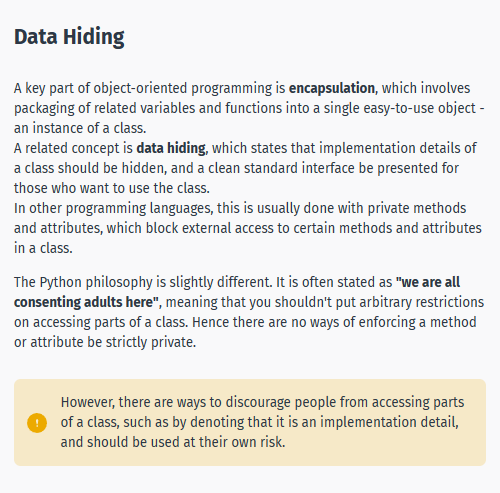 Data Hiding
A key part of object-oriented programming is encapsulation, which involves
packaging of related variables and functions into a single easy-to-use object -
an instance of a class.
A related concept is data hiding, which states that implementation details of
a class should be hidden, and a clean standard interface be presented for
those who want to use the class.
In other programming languages, this is usually done with private methods
and attributes, which block external access to certain methods and attributes
in a class.
The Python philosophy is slightly different. It is often stated as "we are all
consenting adults here", meaning that you shouldn't put arbitrary restrictions
on accessing parts of a class. Hence there are no ways of enforcing a method
or attribute be strictly private.
However, there are ways to discourage people from accessing parts
! of a class, such as by denoting that it is an implementation detail,
and should be used at their own risk.